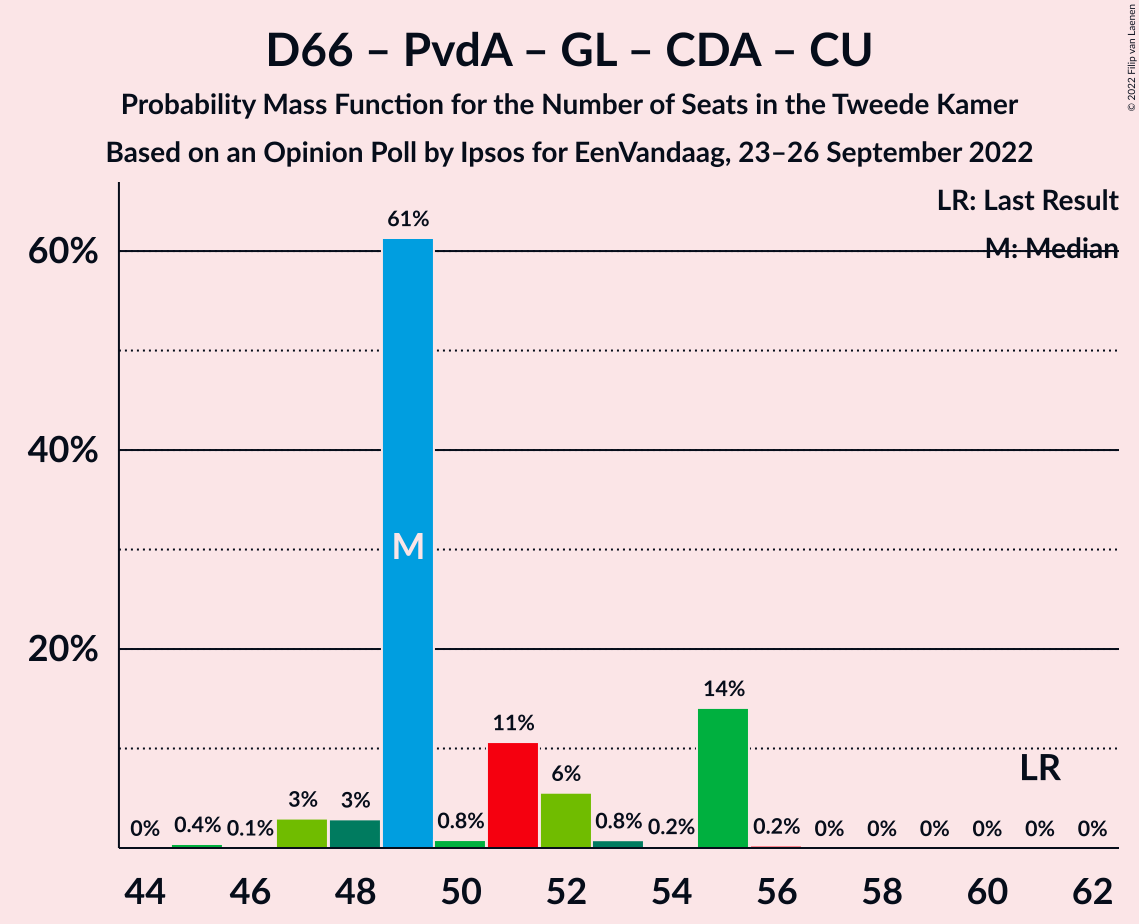 D66 – PvdA – GL – CDA – CU
Probability Mass Function for the Number of Seats in the Tweede Kamer
Based on an Opinion Poll by Ipsos for EenVandaag, 23–26 September 2022
© 2022 Filip van Laenen
LR: Last Result
M: Median
60%
40%
20%
0% 0.4% 0.1% 3% 3% 61% 0.8% 11% 6% 0.8% 0.2% 14% 0.2% 0% 0% 0% 0% 0% 0%
M
LR
44 46 48 50 52 54 56 58 60 62